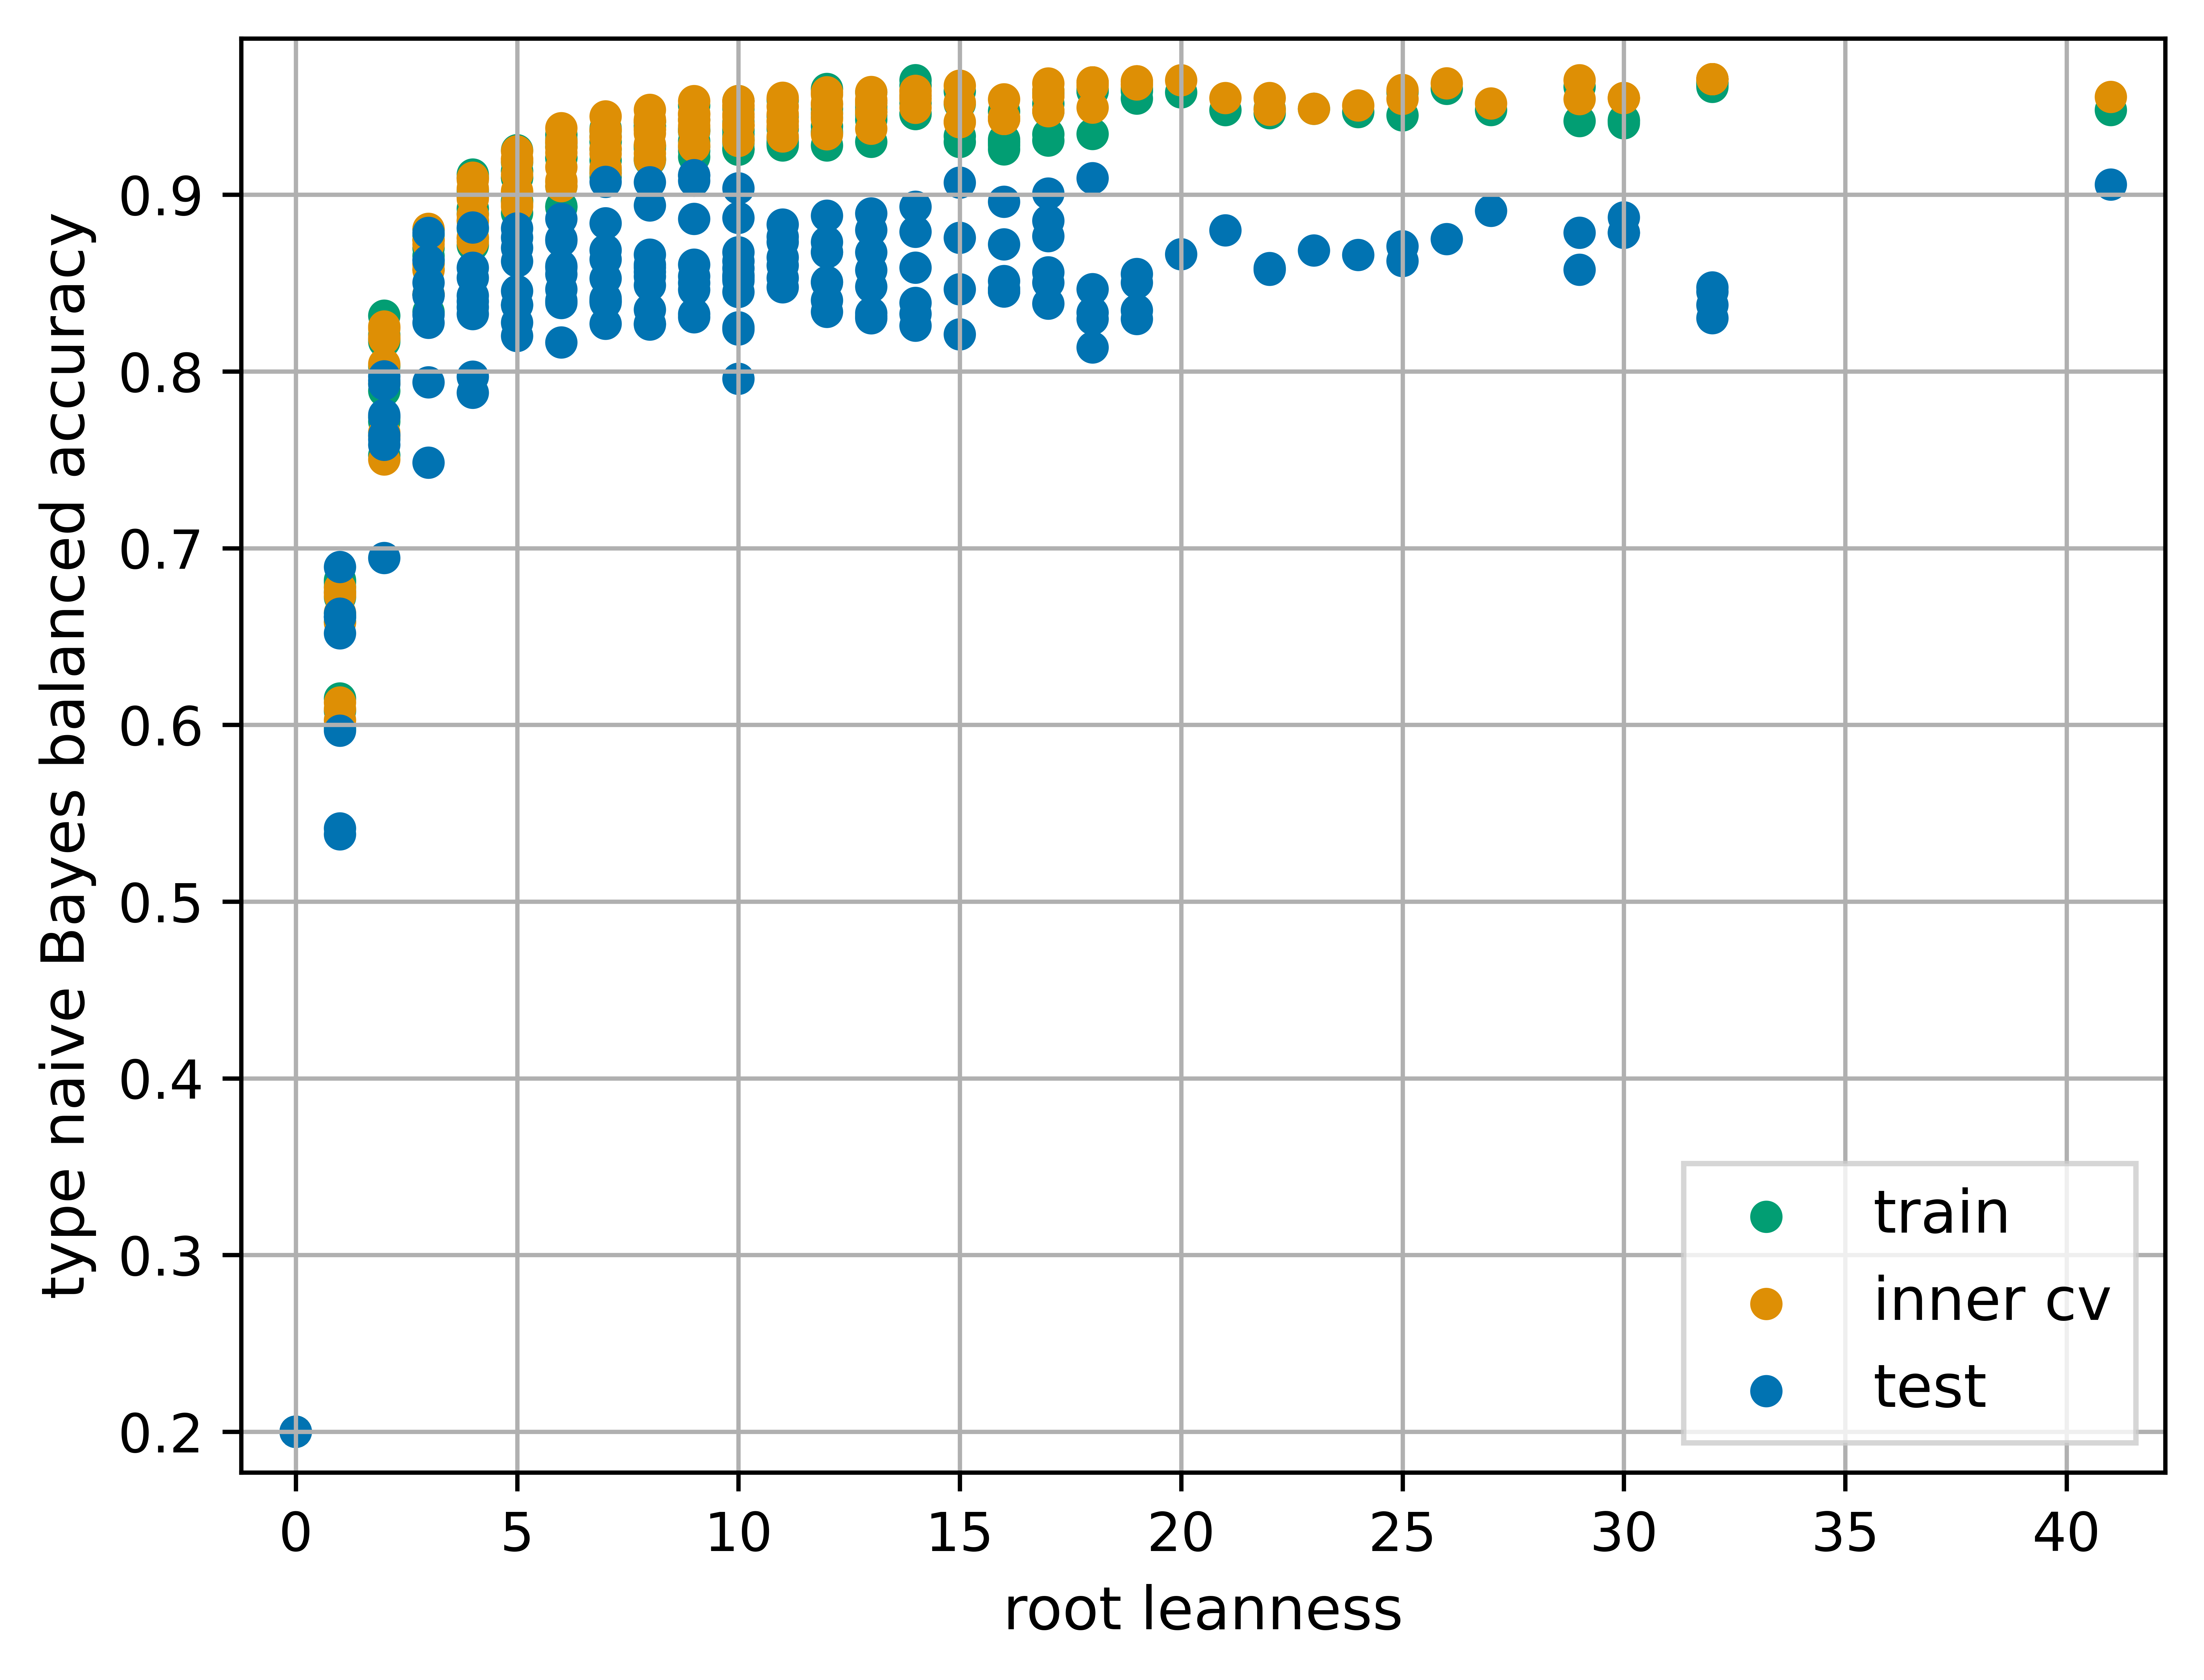 type naive Bayes balanced accuracy
0.9
0.8
0.7
0.6
0.5
0.4
0.3
0.2
train
inner cv
test
0 5 10 15 20 25 30 35 40
root leanness